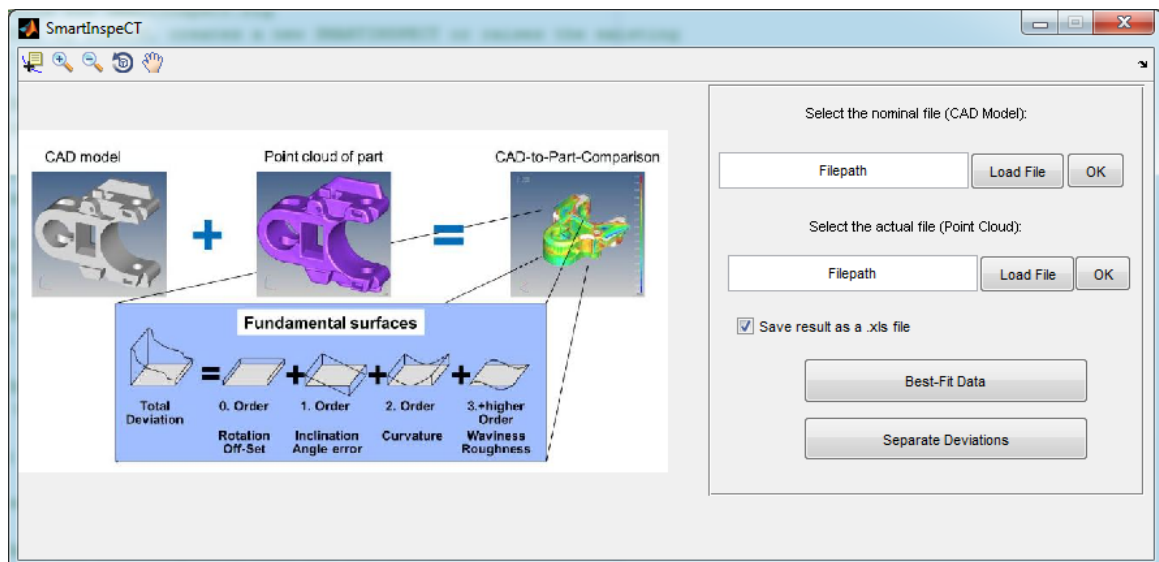 SmartInspeCT
CAD model
Point cloud of part
CAD-to-Part-Comparison
Fundamental surfaces
Total
Deviation
0. Order
Rotation
Off-Set
1. Order
Inclination
Angle error
2. Order
Curvature
3.+higher
Order
Waviness
Roughness
Select the nominal file (CAD Model):
Filepath
Load File
OK
Select the actual file (Point Cloud):
Filepath
Load File
OK
Save result as a .xls file
Best-Fit Data
Separate Deviations